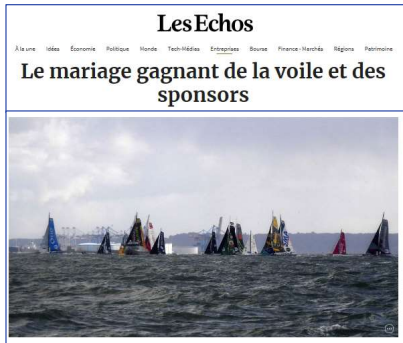 Les Echos
À la une Idées Économie Politique Monde Tech-Médias Entreprises Bourse Finance-Marchés Régions Patrimoine
Le mariage gagnant de la voile et des
sponsors